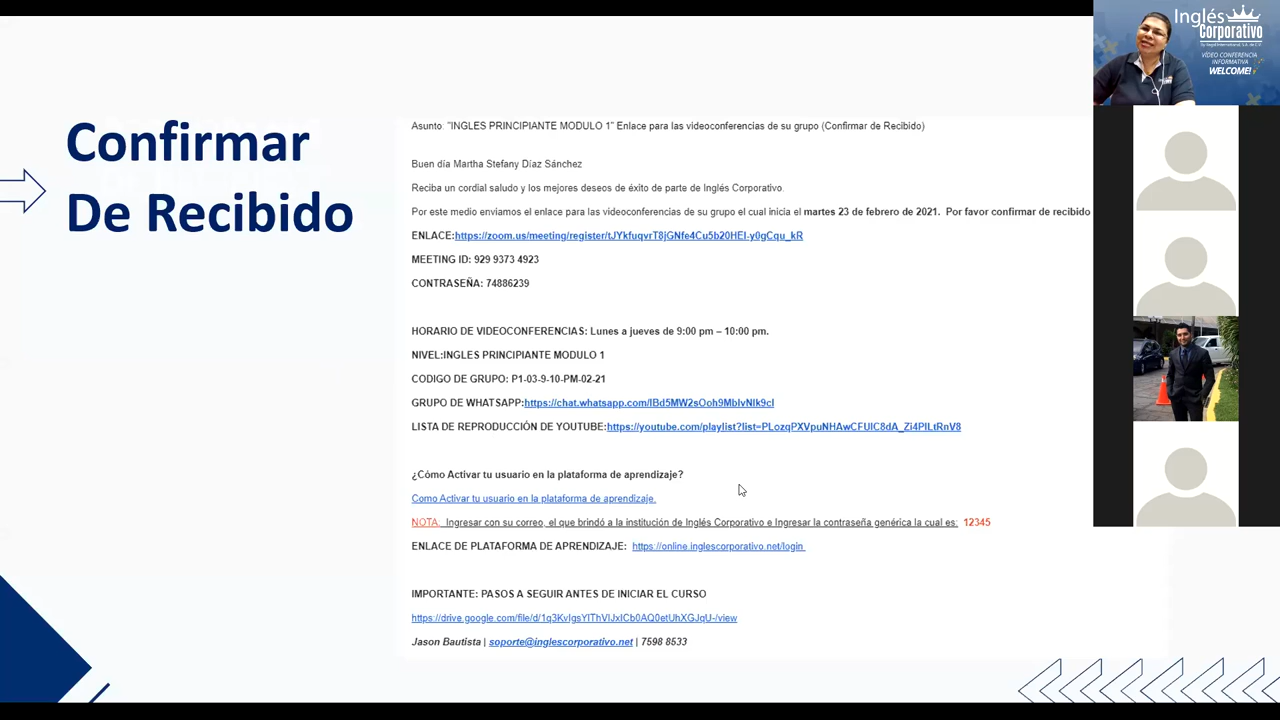 Confirmar
De Recibido
Asunto: "INGLES PRINCIPIANTE MODULO 1" Enlace para las videoconferencias de su grupo (Confirmar de Recibido)
Buen día Martha Stefany Díaz Sánchez
Reciba un cordial saludo y los mejores deseos de éxito de parte de Inglés Corporativo.
Por este medio enviamos el enlace para las videoconferencias de su grupo el cual inicia el martes 23 de febrero de 2021. Por favor confirmar de recibido
ENLACE:https://zoom.us/meeting/register/tJYkfuqvrT8jGNfe4Cu5b20HEI-y0gCqu_kR
MEETING ID: 929 9373 4923
CONTRASEÑA: 74886239
HORARIO DE VIDEOCONFERENCIAS: Lunes a jueves de 9:00 pm – 10:00 pm.
NIVEL:INGLES PRINCIPIANTE MODULO 1
CODIGO DE GRUPO: P1-03-9-10-PM-02-21
GRUPO DE WHATSAPP:https://chat.whatsapp.com/IBd5MW2sOoh9MbIvNlk9cI
LISTA DE REPRODUCCIÓN DE YOUTUBE:https://youtube.com/playlist?list=PLozqPXVpuNHAwCFUIC8dA_Zi4PILtRnV8
¿Cómo Activar tu usuario en la plataforma de aprendizaje?
Como Activar tu usuario en la plataforma de aprendizaje.
NOTA: Ingresar con su correo, el que brindó a la institución de Inglés Corporativo e Ingresar la contraseña genérica la cual es: 12345
ENLACE DE PLATAFORMA DE APRENDIZAJE: https://online.inglescorporativo.net/login
IMPORTANTE: PASOS A SEGUIR ANTES DE INICIAR EL CURSO
https://drive.google.com/file/d/1q3KvIgsYIThVIJxICb0AQ0etUhXGJqU-/view
Jason Bautista | soporte@inglescorporativo.net | 7598 8533
Inglés
Corporativo
VÍDEO CONFERENCIA
INFORMATIVA
WELCOME!